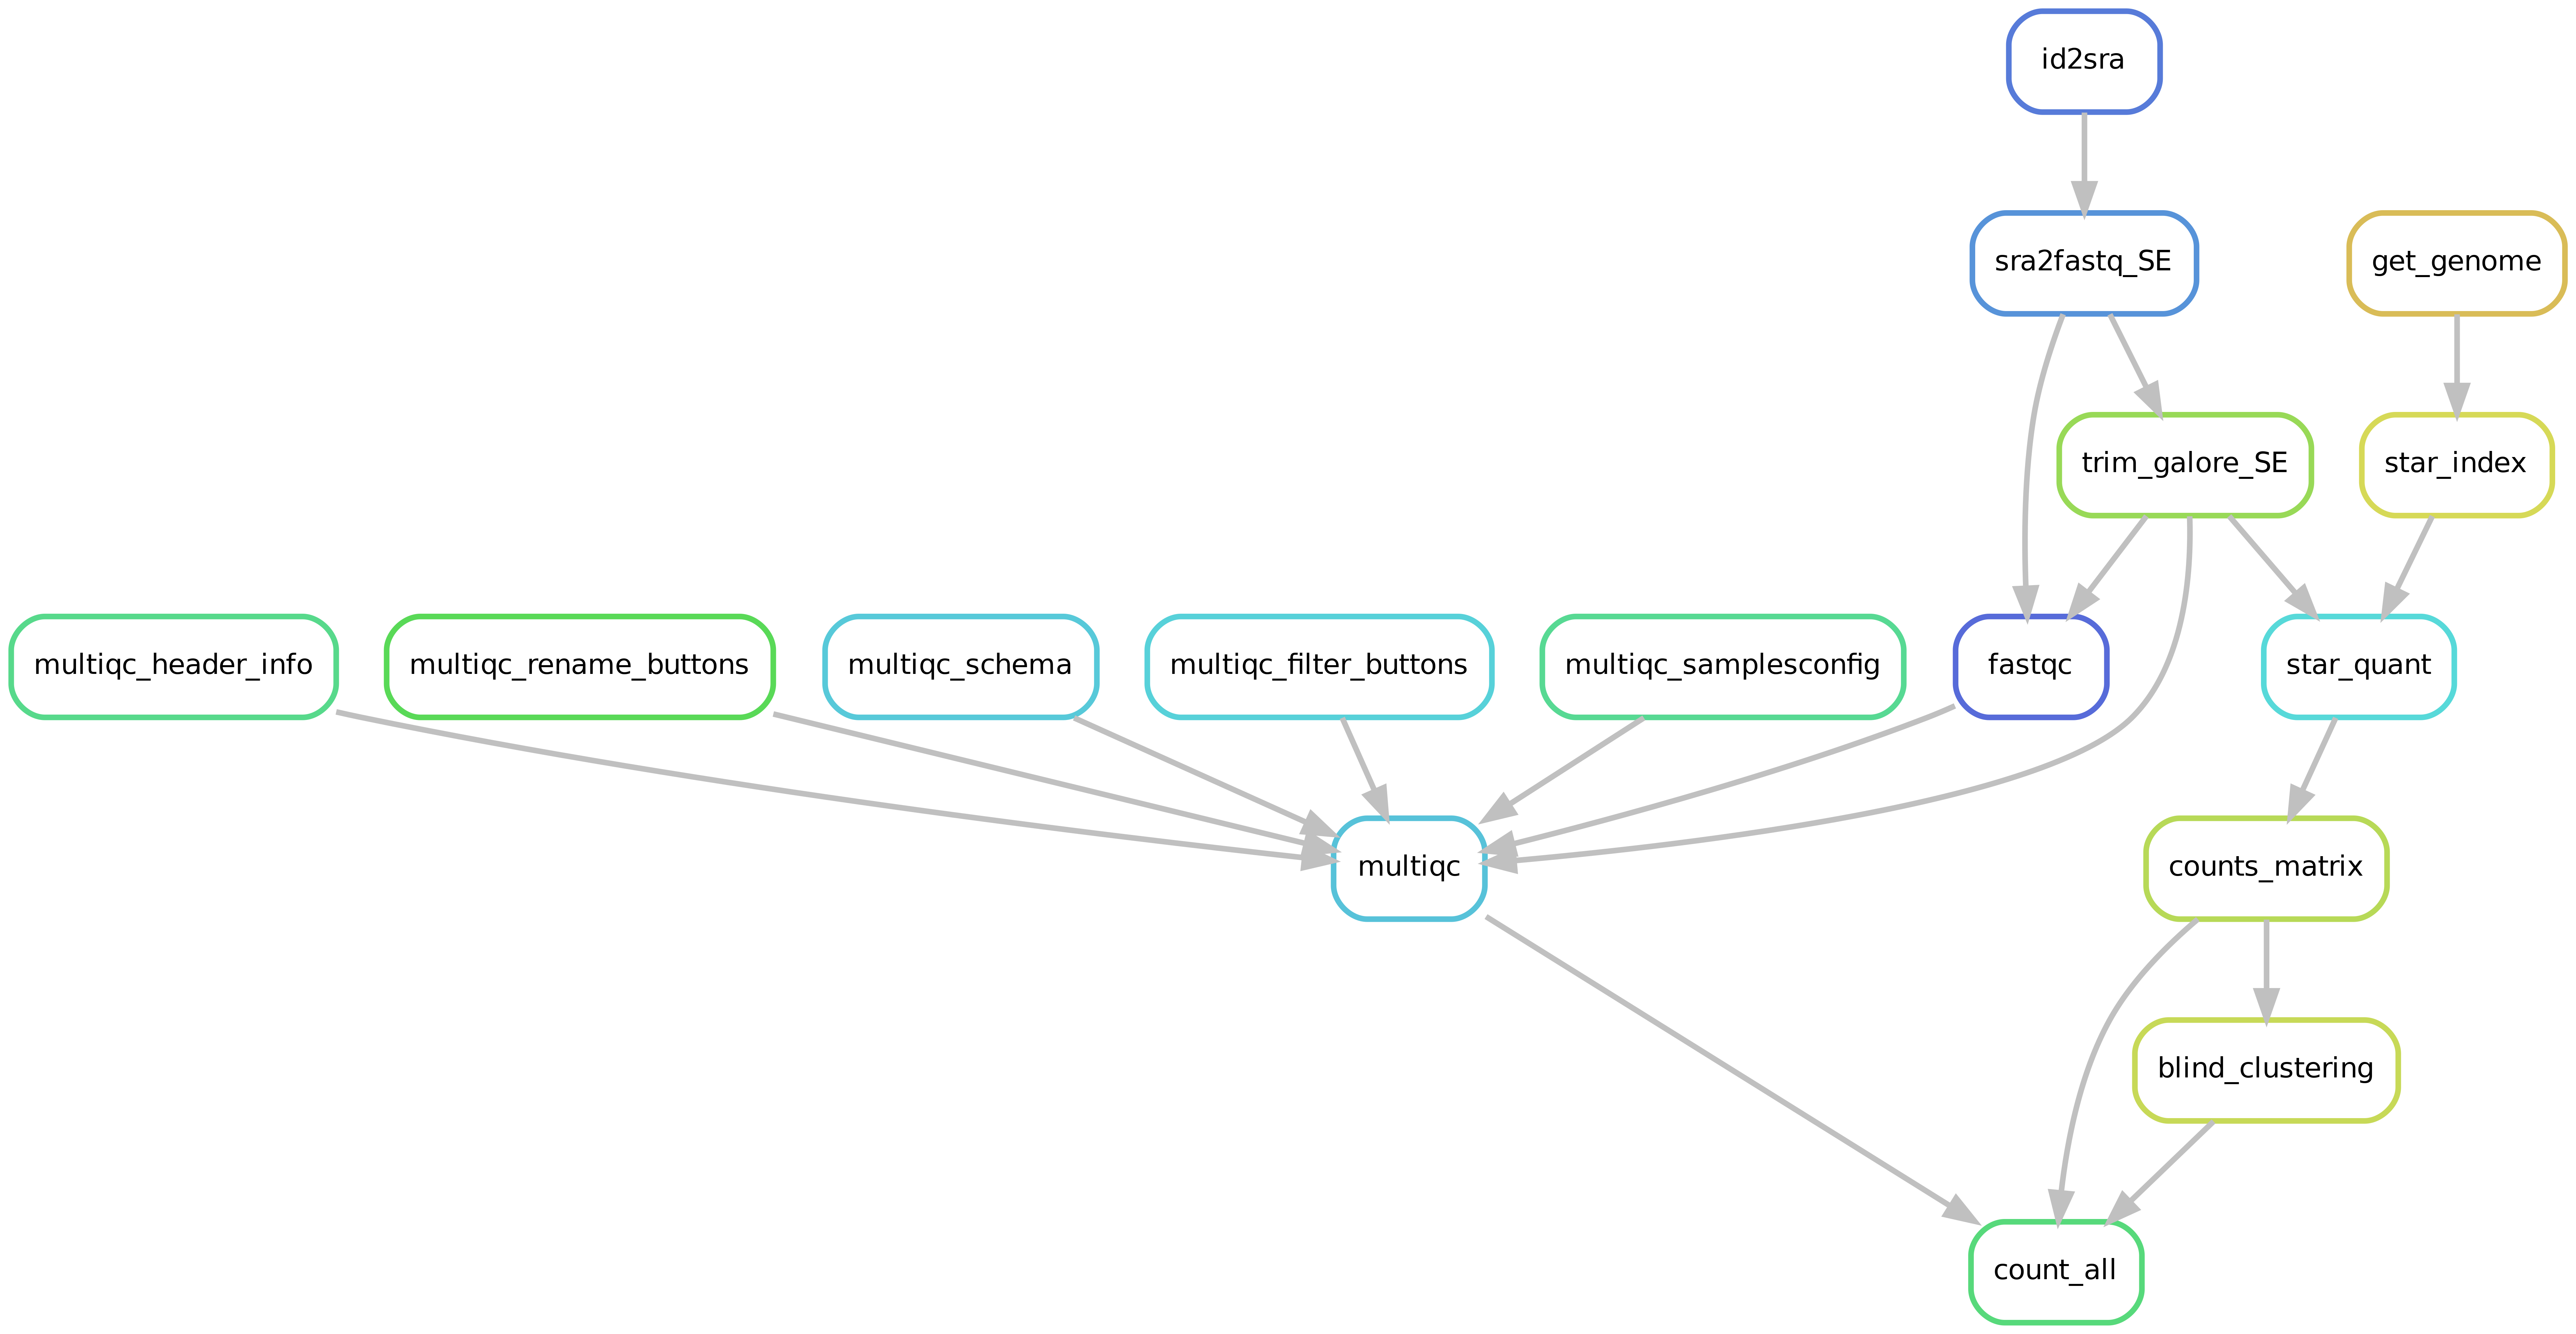 id2sra
sra2fastq_SE
get_genome
trim_galore_SE
star_index
multiqc_header_info
multiqc_rename_buttons
multiqc_schema
multiqc_filter_buttons
multiqc_samplesconfig
fastqc
star_quant
multiqc
counts_matrix
blind_clustering
count_all